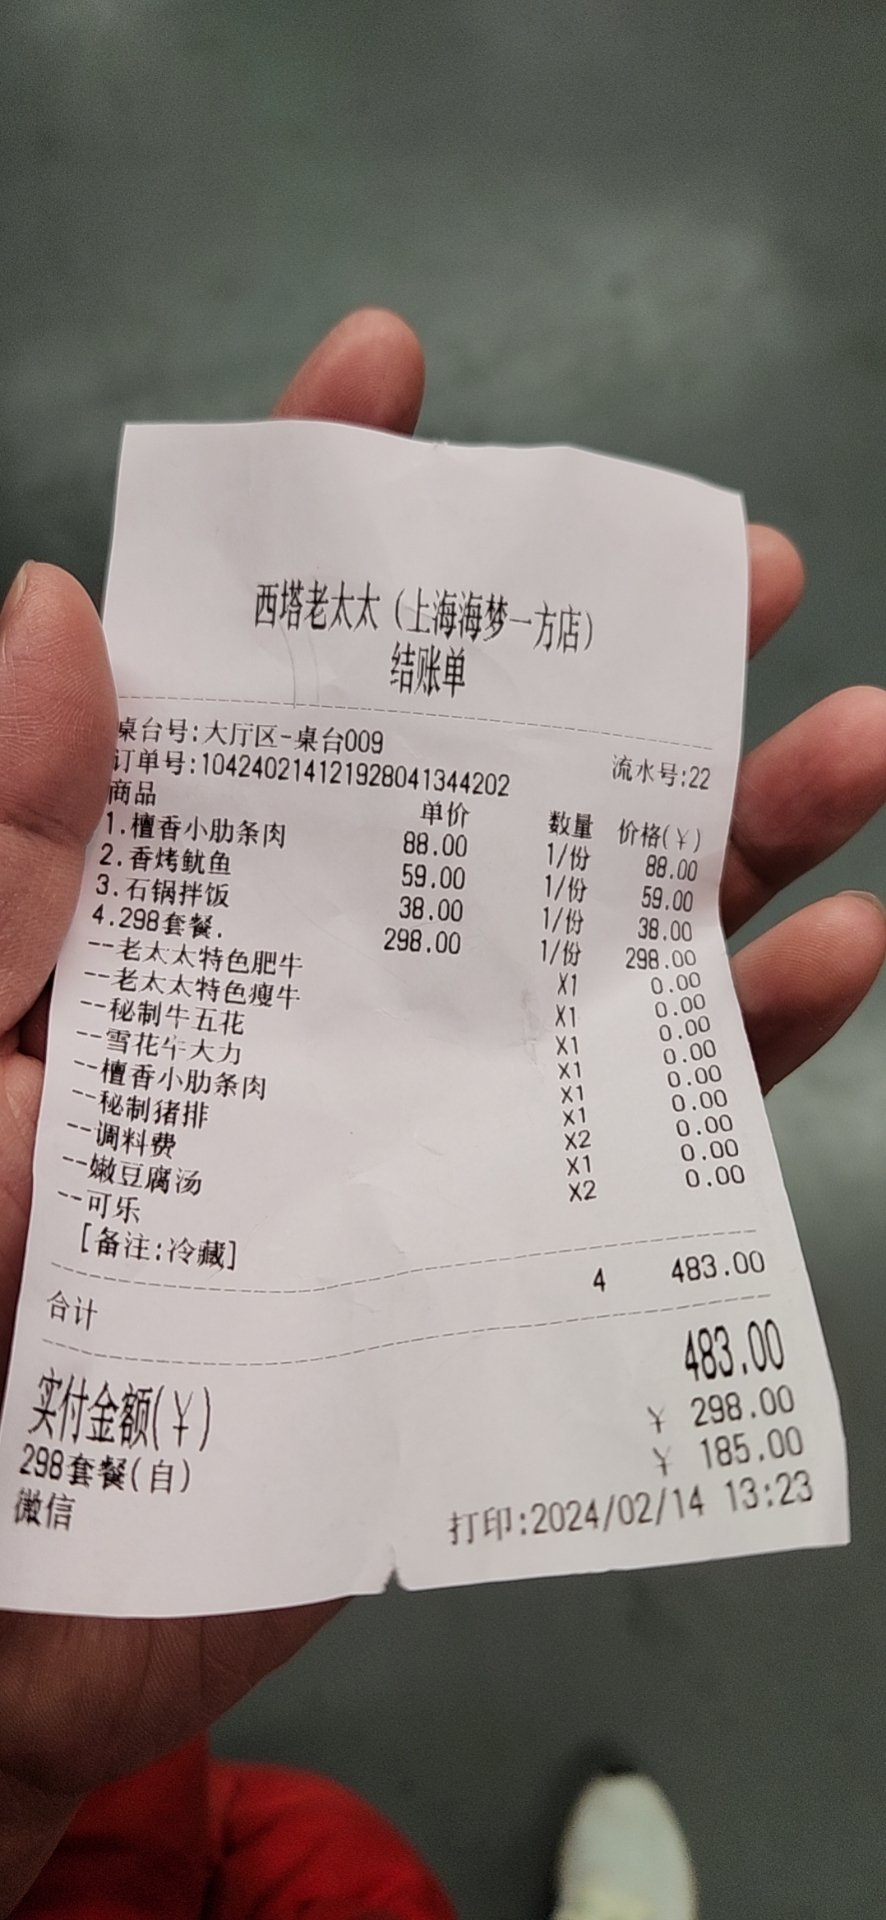 西塔老太太（上海海梦一方店）
结账单
桌台号:大厅区-桌台009 流水号:22
订单号:104240214121928041344202
商品 单价 数量 价格(￥)
1.檀香小肋条肉 88.00 1/份 88.00
2.香烤鱿鱼 59.00 1/份 59.00
3.石锅拌饭 38.00 1/份 38.00
4.298套餐. 298.00 1/份 298.00
--老太太特色肥牛 X1 0.00
--老太太特色瘦牛 X1 0.00
--秘制牛五花 X1 0.00
--雪花牛大力 X1 0.00
--檀香小肋条肉 X1 0.00
--秘制猪排 X1 0.00
--调料费 X2 0.00
--嫩豆腐汤 X1 0.00
--可乐 X2 0.00
[备注:冷藏]
合计 4 483.00
实付金额(￥) 483.00
298套餐(自) ￥ 298.00
微信 ￥ 185.00
打印:2024/02/14 13:23